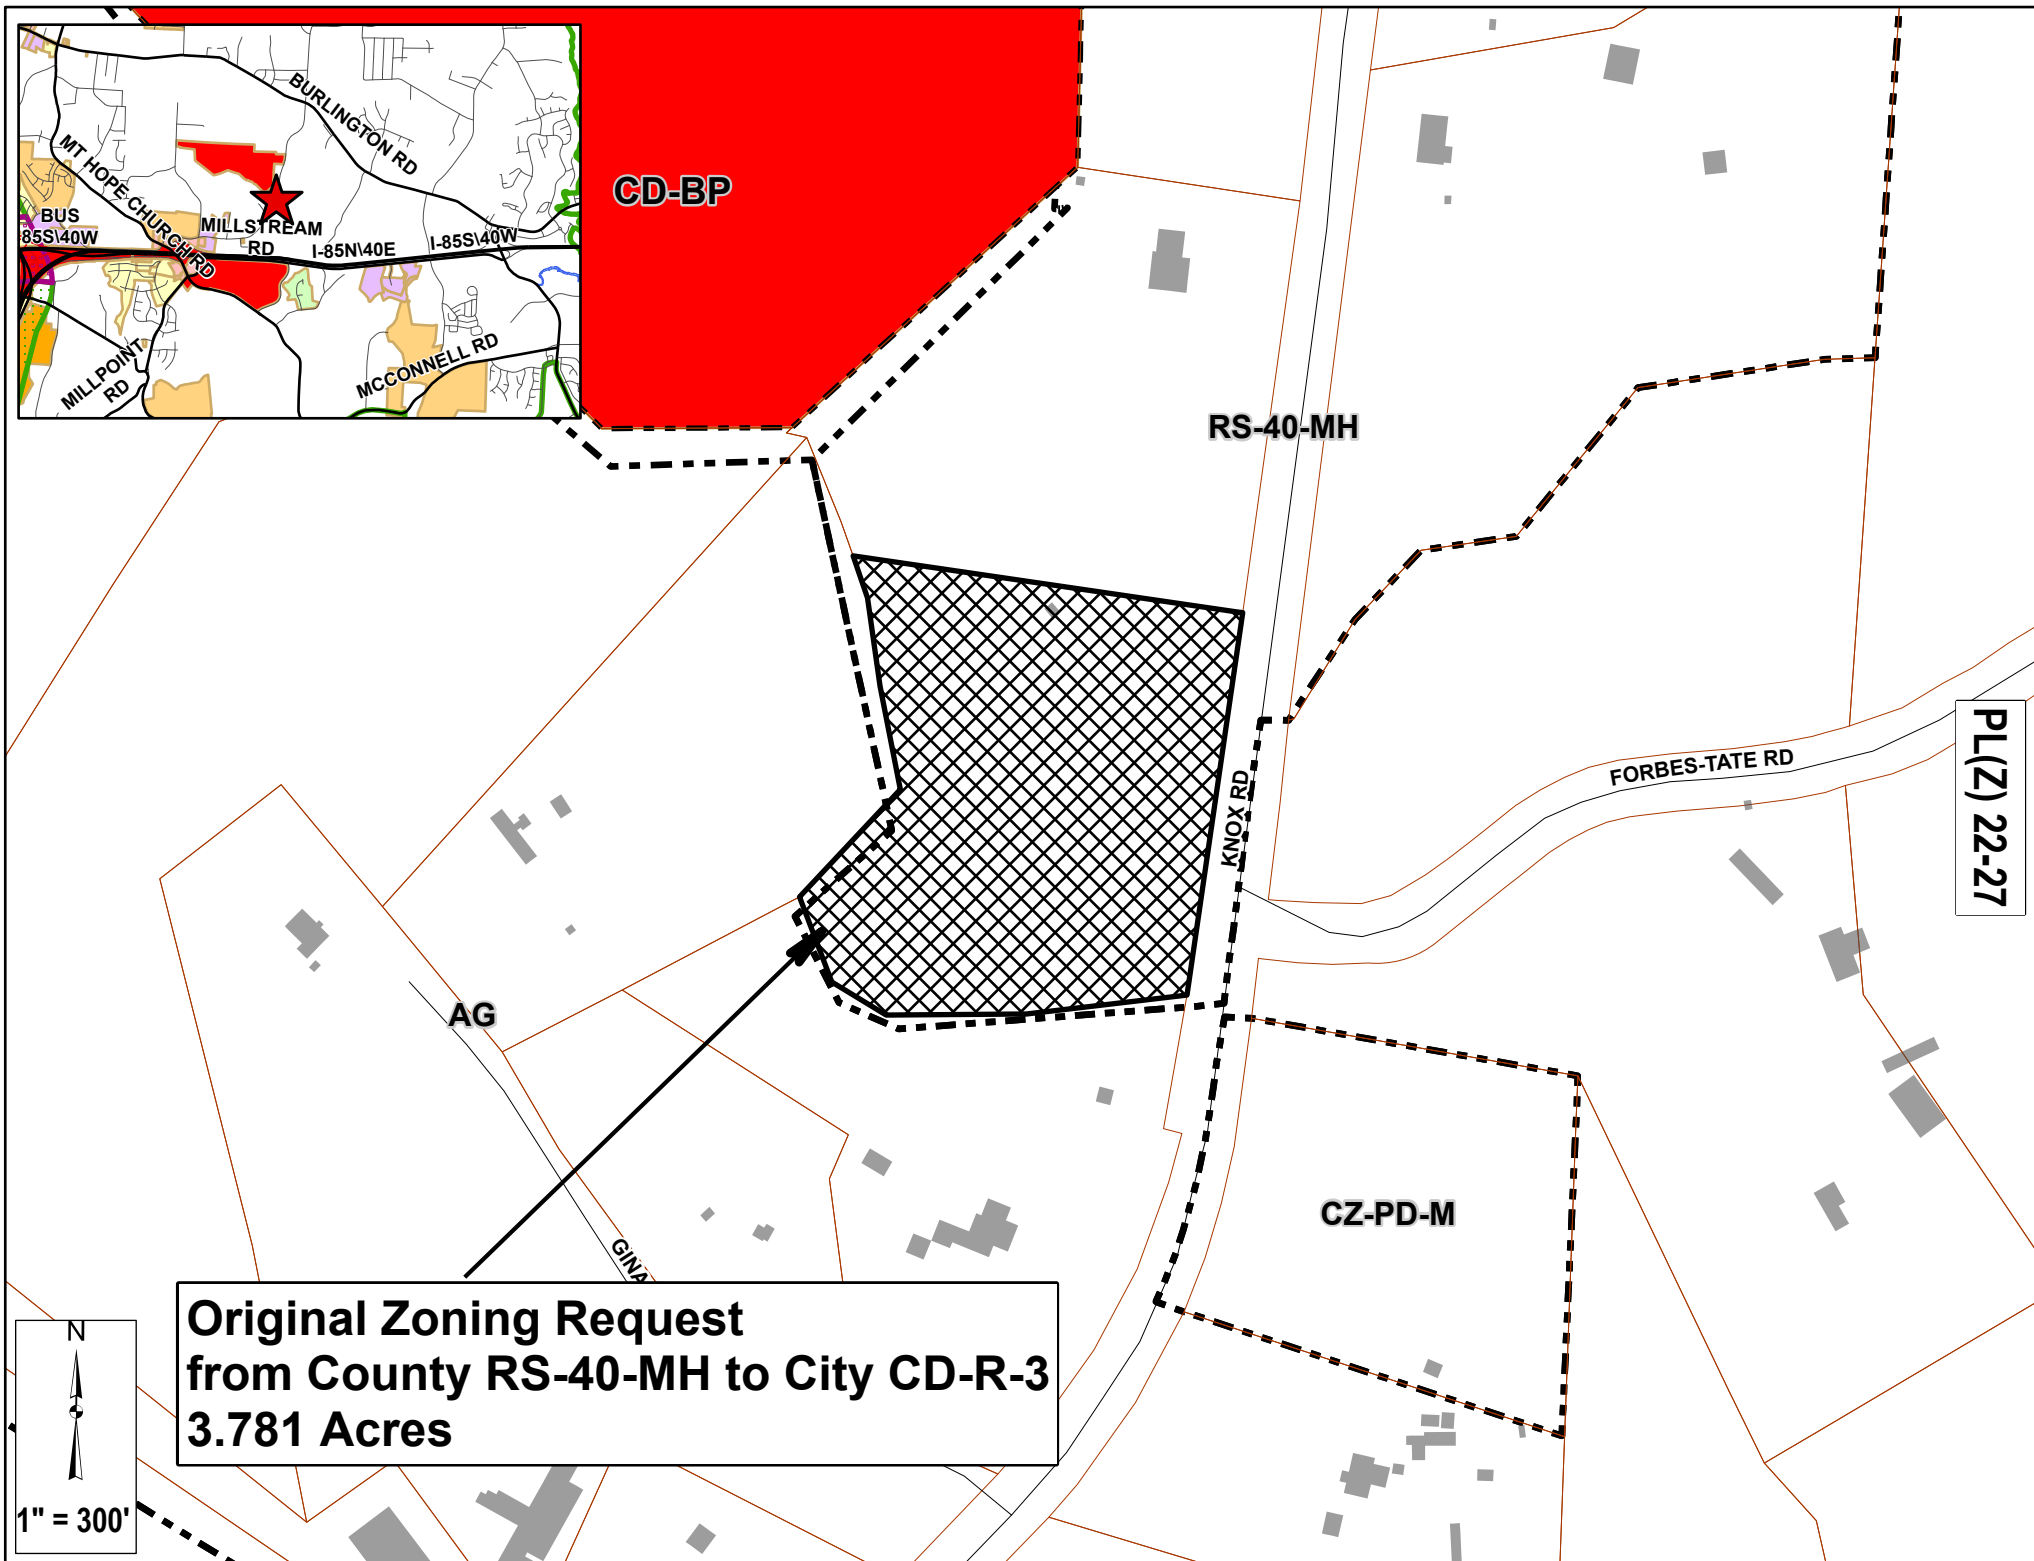 BURLINGTON RD
MT HOPE CHURCH RD
BUS
85S\40W
MILLSTREAM
RD
I-85N\40E
I-85S\40W
MILLPOINT
RD
MCCONNELL RD
CD-BP
RS-40-MH
KNOX RD
FORBES-TATE RD
PL(Z) 22-27
AG
CZ-PD-M
GINA
Original Zoning Request
from County RS-40-MH to City CD-R-3
3.781 Acres
N
1" = 300'